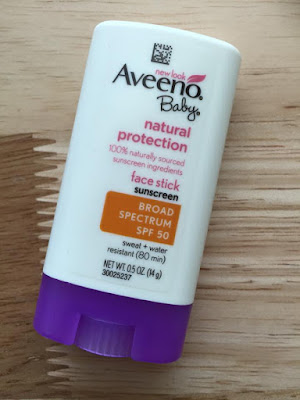 new look
Aveeno®
Baby®
natural
protection
100% naturally sourced
sunscreen ingredients
face stick
sunscreen
BROAD
SPECTRUM
SPF 50
sweat + water
resistant (80 min)
NET WT. 0.5 OZ. (14g)
30025237